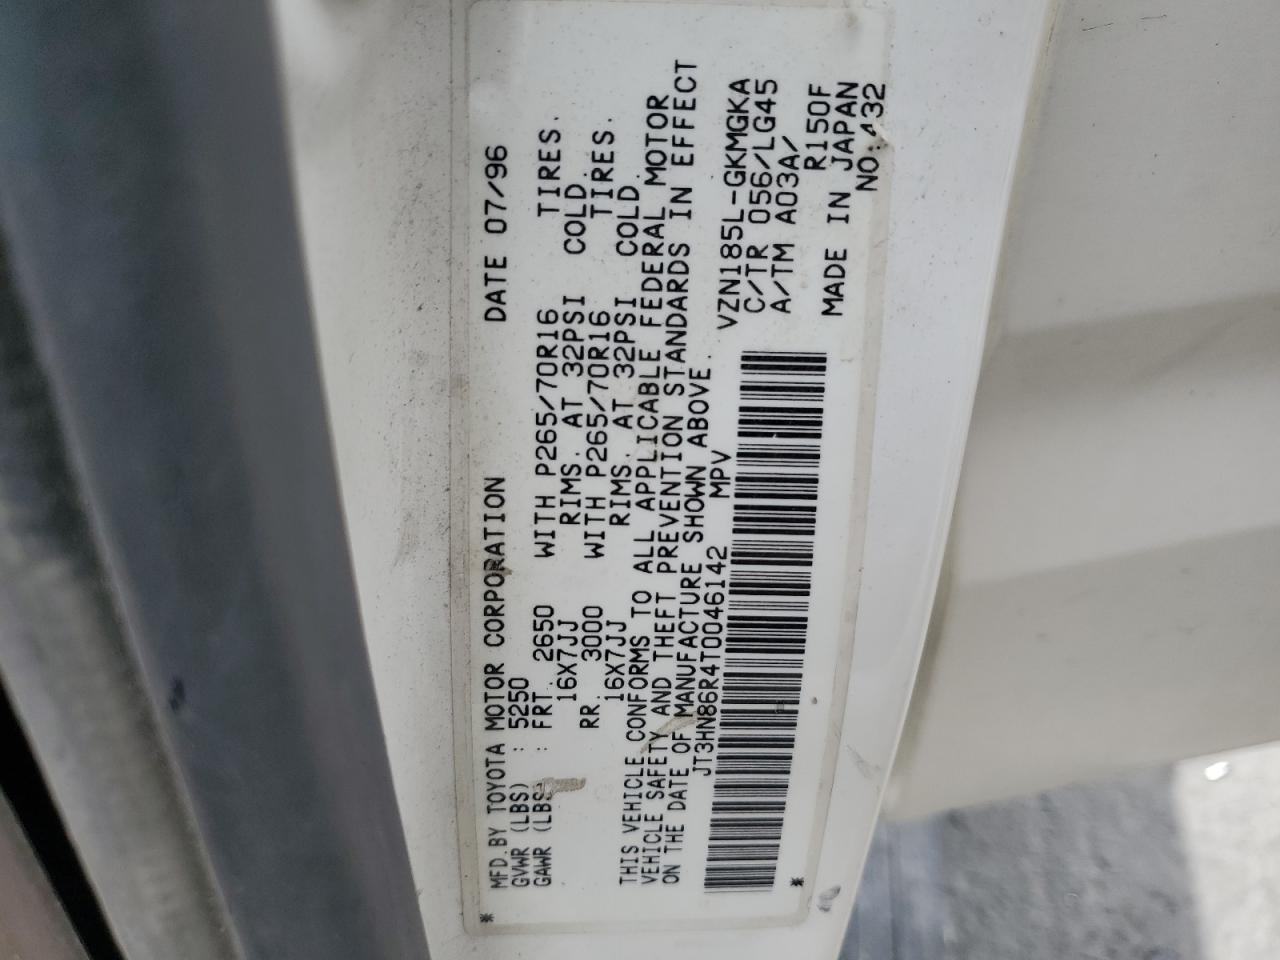 MFD.BY TOYOTA MOTOR CORPORATION DATE 07/96
GVWR (LBS) : 5250
GAWR (LBS) : FRT. 2650 WITH P265/70R16 TIRES.
16X7JJ RIMS. AT 32PSI COLD.
RR. 3000 WITH P265/70R16 TIRES.
16X7JJ RIMS. AT 32PSI COLD.
THIS VEHICLE CONFORMS TO ALL APPLICABLE FEDERAL MOTOR
VEHICLE SAFETY AND THEFT PREVENTION STANDARDS IN EFFECT
ON THE DATE OF MANUFACTURE SHOWN ABOVE.
JT3HN86R4T0046142 MPV
VZN185L-GKMGKA
C/TR 056/LG45
A/TM A03A/
R150F
MADE IN JAPAN
NO:432